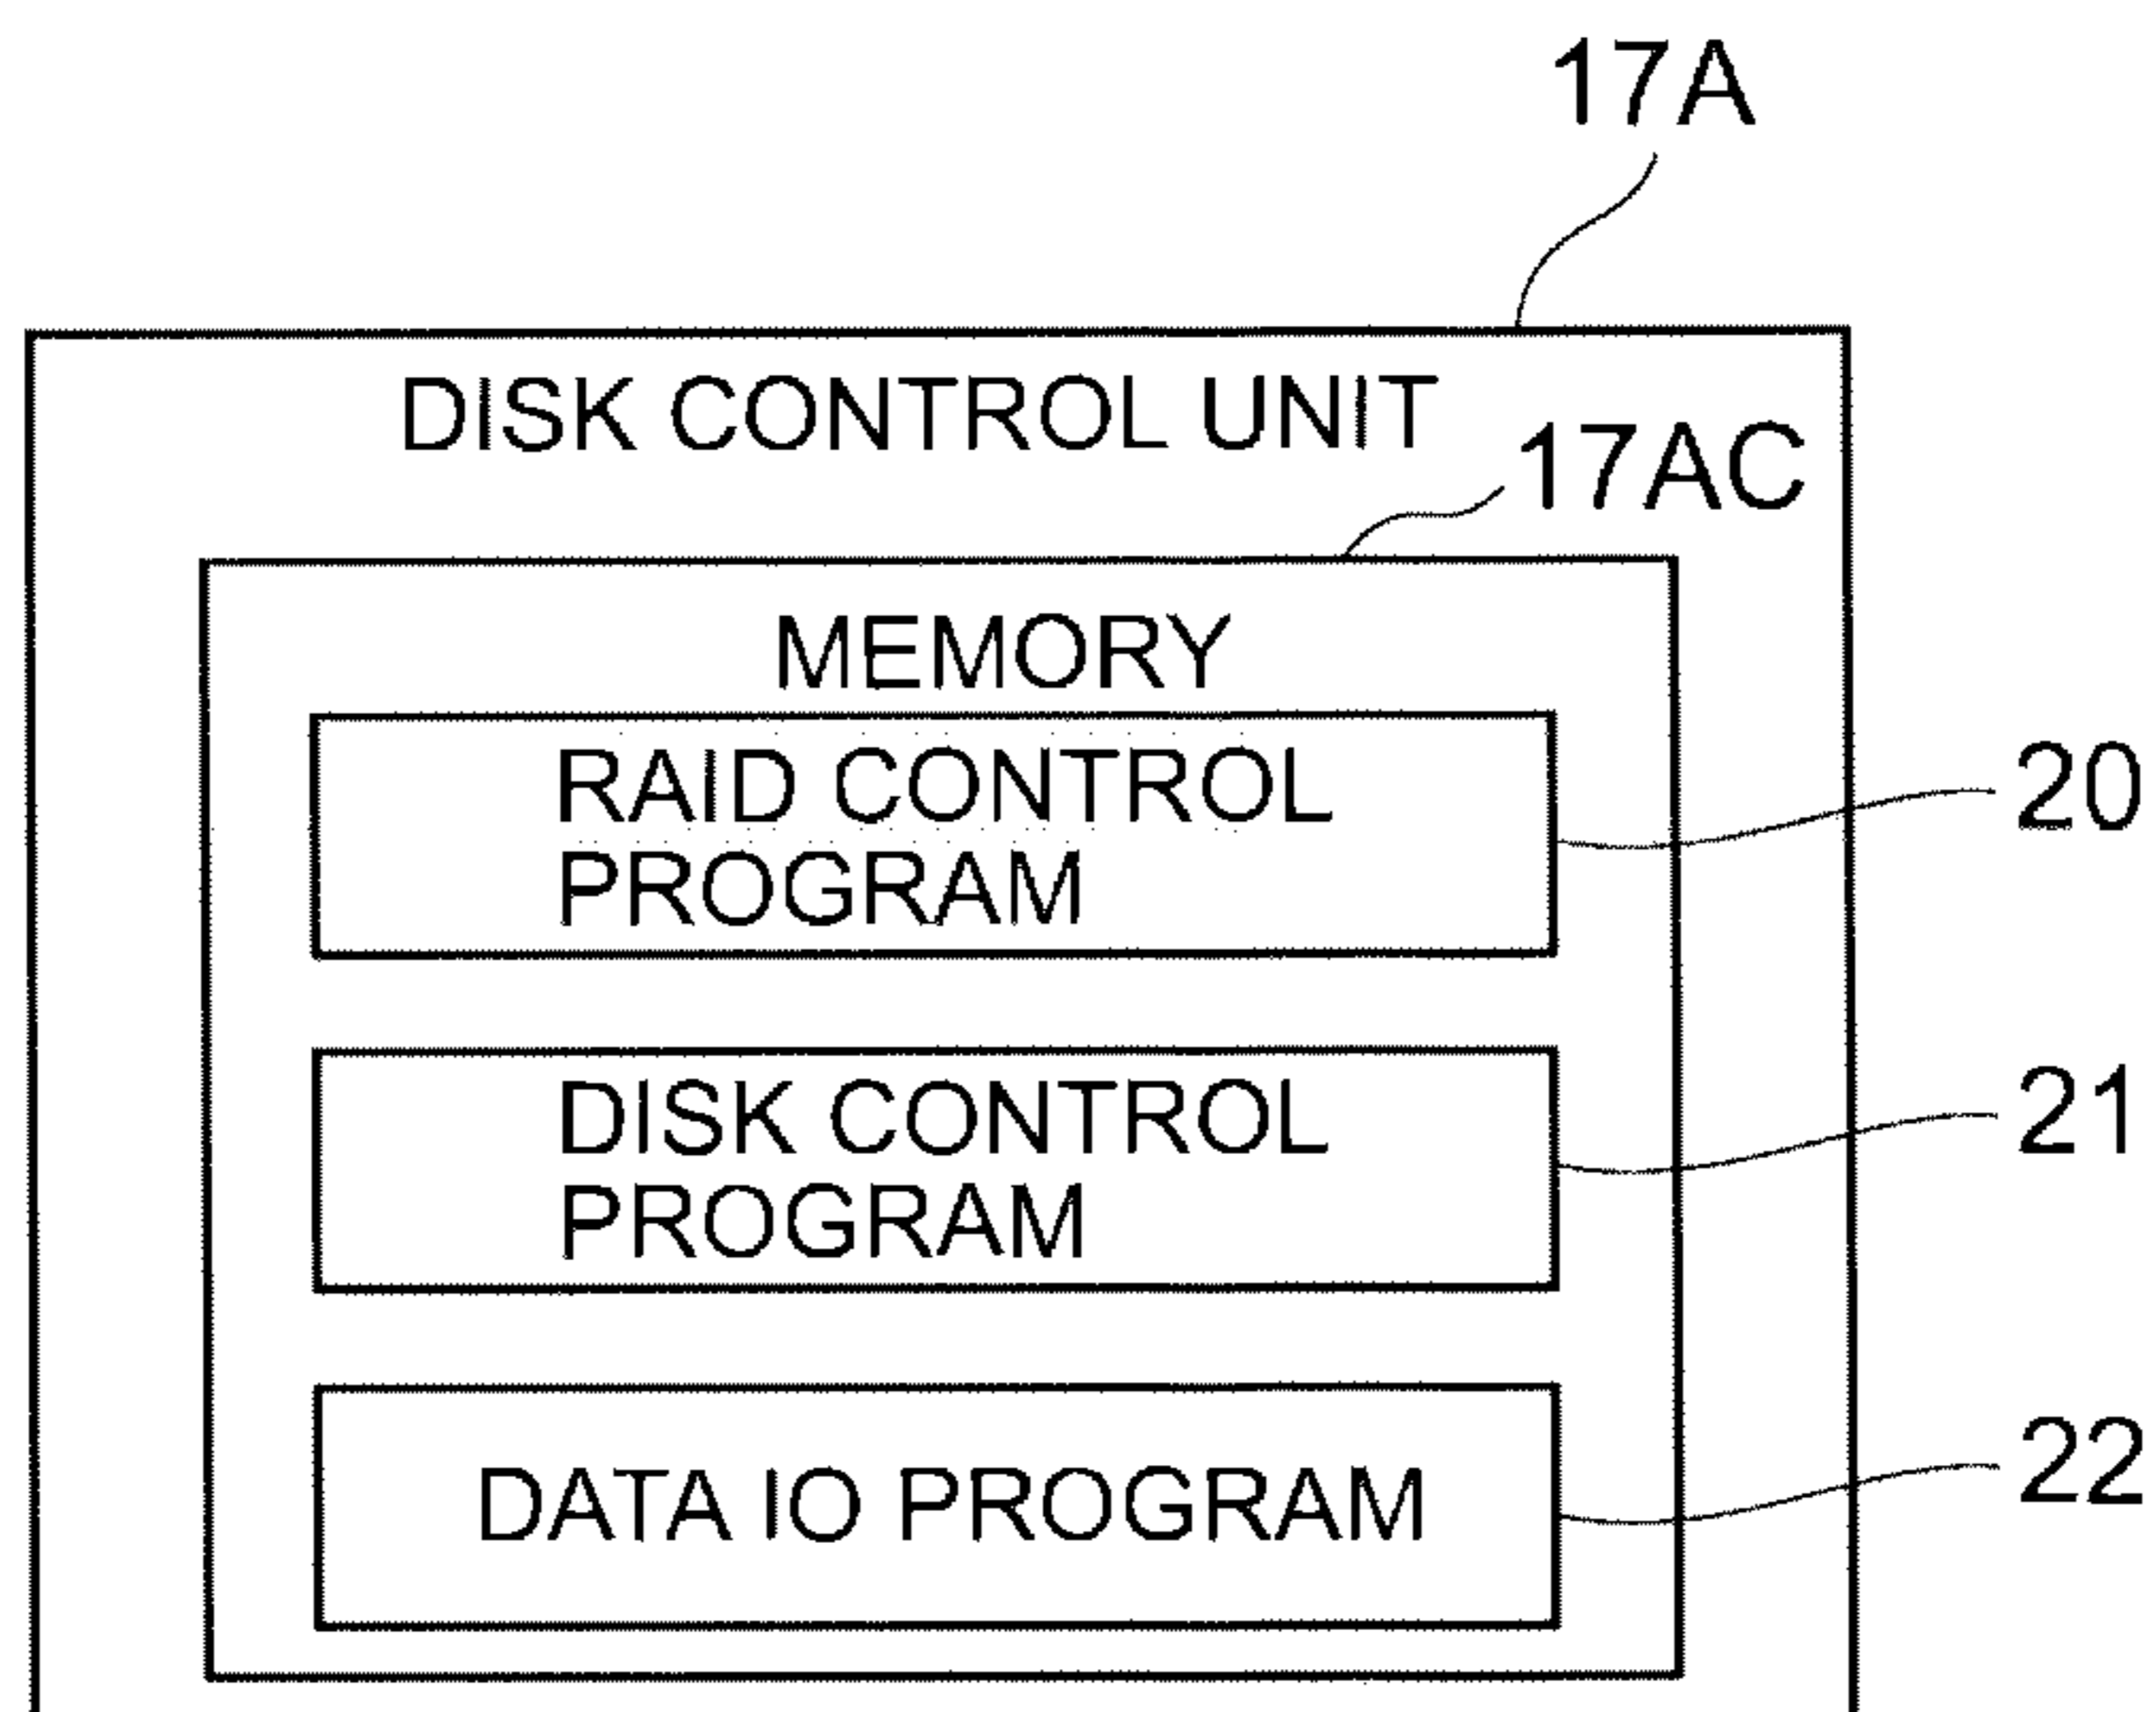 17A
DISK CONTROL UNIT
17AC
MEMORY
RAID CONTROL
PROGRAM
20
DISK CONTROL
PROGRAM
21
DATA IO PROGRAM
22